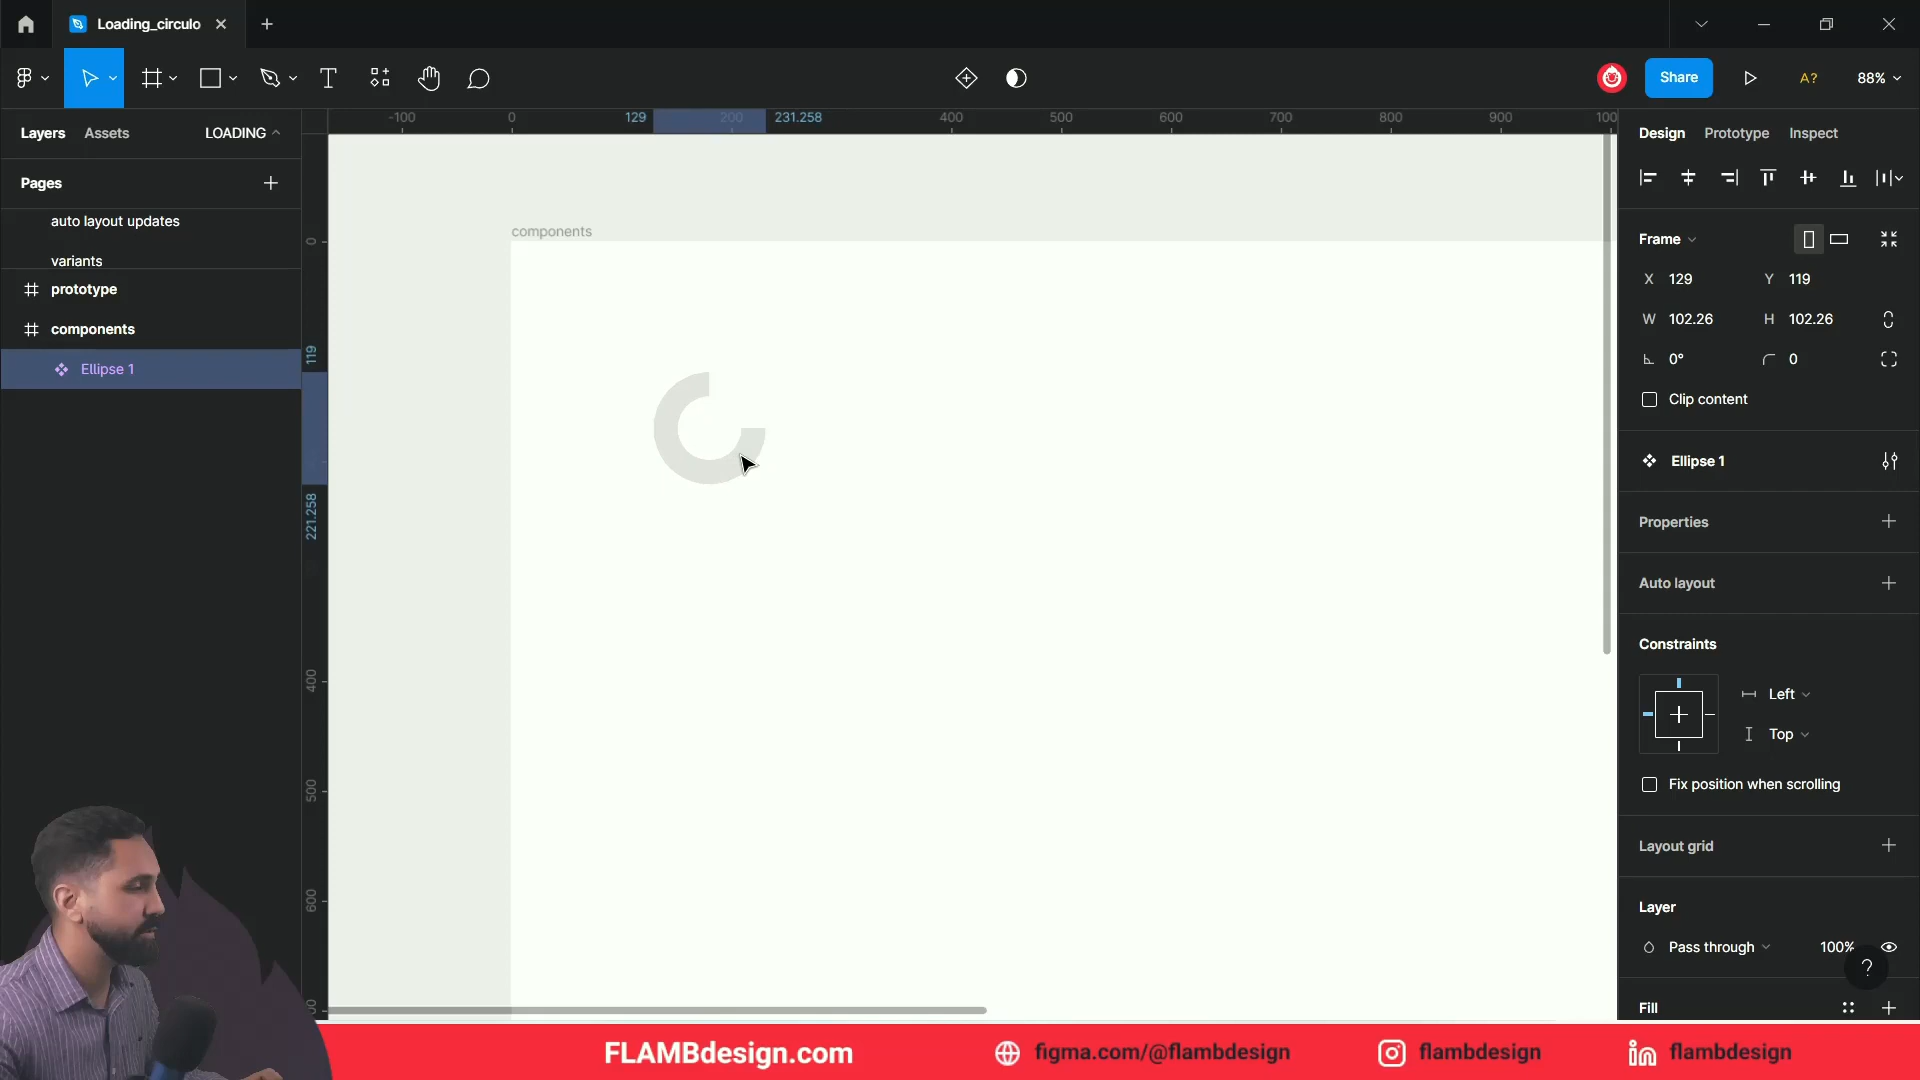 Loading_circulo
Share
A?
88%
Layers
Assets
LOADING
Pages
auto layout updates
variants
prototype
components
Ellipse 1
-100
0
129
200
231.258
400
500
600
700
800
900
100
0
119
221.258
400
500
600
components
Design
Prototype
Inspect
Frame
X 129
Y 119
W 102.26
H 102.26
0°
0
Clip content
Ellipse 1
Properties
Auto layout
Constraints
Left
Top
Fix position when scrolling
Layout grid
Layer
Pass through
100%
?
Fill
FLAMBdesign.com
figma.com/@flambdesign
flambdesign
flambdesign